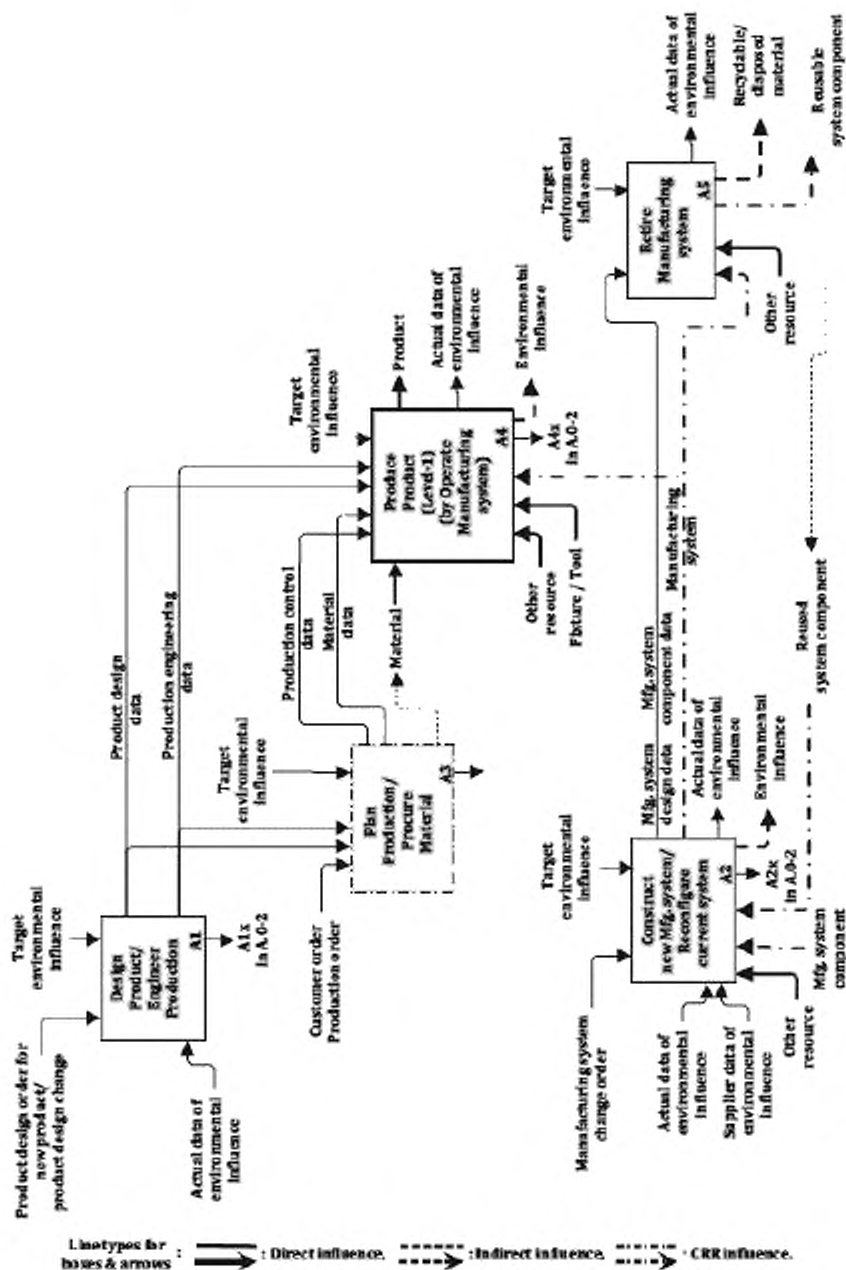 Product design order for
new product/
product design change
Target
environmental
influence
Design
Product/
Engineer
Production
A1
A1x
in A.0-2
Actual data of
environmental
influence
Product design
data
Production engineering
data
Customer order
Production order
Target
environmental
influence
Plan
Production/
Procure
Material
A3
Production control
data
Material
data
Material
Target
environmental
influence
Produce
Product
(Level-1)
(by Operate
Manufacturing
system)
A4
Product
Actual data of
environmental
influence
Environmental
influence
A4x
in A.0-2
Other
resource
Fixture / Tool
Manufacturing system
change order
Target
environmental
influence
Construct
new Mfg. system/
Reconfigure
current system
A2
Actual data of
environmental
influence
Supplier data of
environmental
influence
Other
resource
Mfg. system
component
A2x
in A.0-2
Environmental
influence
Actual data of
environmental
influence
Mfg. system
design data
Mfg. system
component data
Manufacturing
system
Reused
system component
Target
environmental
influence
Retire
Manufacturing
system
A5
Other
resource
Actual data of
environmental
influence
Recyclable/
disposed
material
Reusable
system component
Linetypes for
boxes & arrows : : Direct influence. : Indirect influence. : CRR influence.